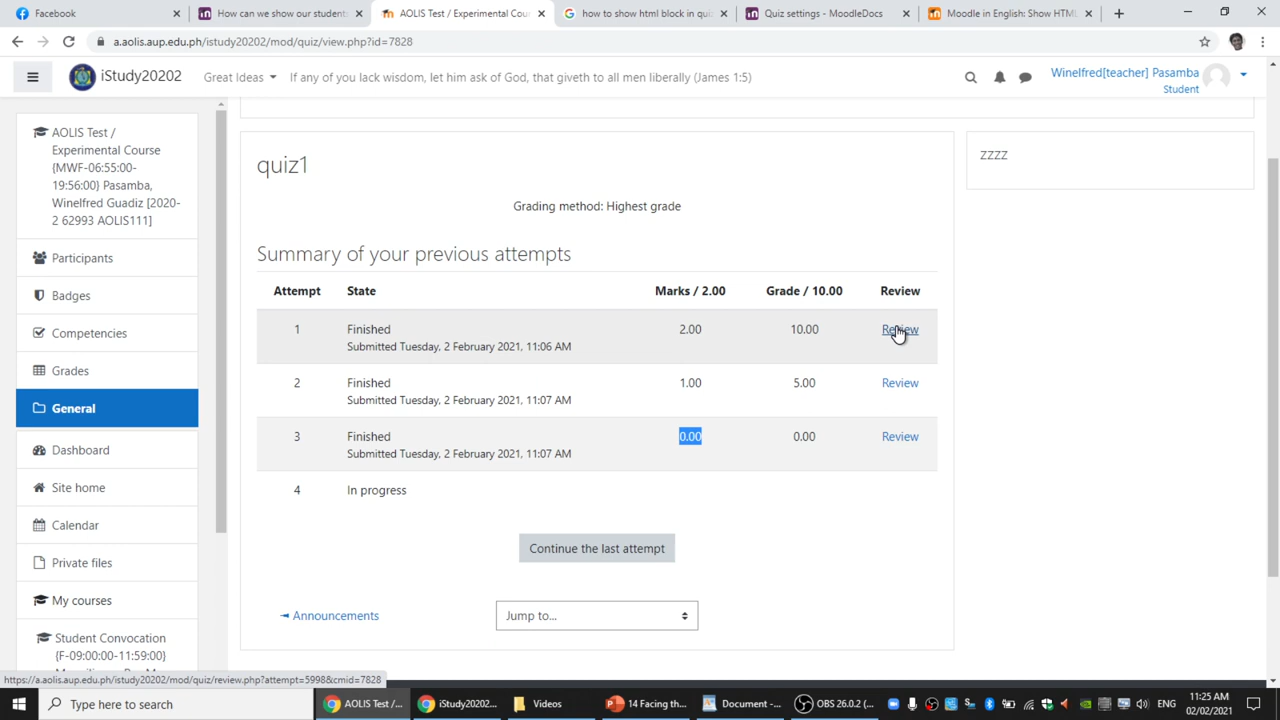 Facebook
How can we show our student
AOLIS Test / Experimental Cour
how to show html block in qui
Quiz settings - MoodleDocs
Moodle in English: Show HTML
a.aolis.aup.edu.ph/istudy20202/mod/quiz/view.php?id=7828
iStudy20202
Great Ideas
If any of you lack wisdom, let him ask of God, that giveth to all men liberally (James 1:5)
Winelfred[teacher] Pasamba
Student
AOLIS Test /
Experimental Course
{MWF-06:55:00-
19:56:00} Pasamba,
Winelfred Guadiz [2020-
2 62993 AOLIS111]
Participants
Badges
Competencies
Grades
General
Dashboard
Site home
Calendar
Private files
My courses
Student Convocation
{F-09:00:00-11:59:00}
quiz1
Grading method: Highest grade
Summary of your previous attempts
Attempt State Marks / 2.00 Grade / 10.00 Review
1 Finished 2.00 10.00 Review
Submitted Tuesday, 2 February 2021, 11:06 AM
2 Finished 1.00 5.00 Review
Submitted Tuesday, 2 February 2021, 11:07 AM
3 Finished 0.00 0.00 Review
Submitted Tuesday, 2 February 2021, 11:07 AM
4 In progress
Continue the last attempt
◄ Announcements
Jump to...
zzzz
https://a.aolis.aup.edu.ph/istudy20202/mod/quiz/review.php?attempt=5998&cmid=7828
Type here to search
AOLIS Test /...
iStudy20202...
Videos
14 Facing th...
Document -...
OBS 26.0.2 (...
ENG
11:25 AM
02/02/2021